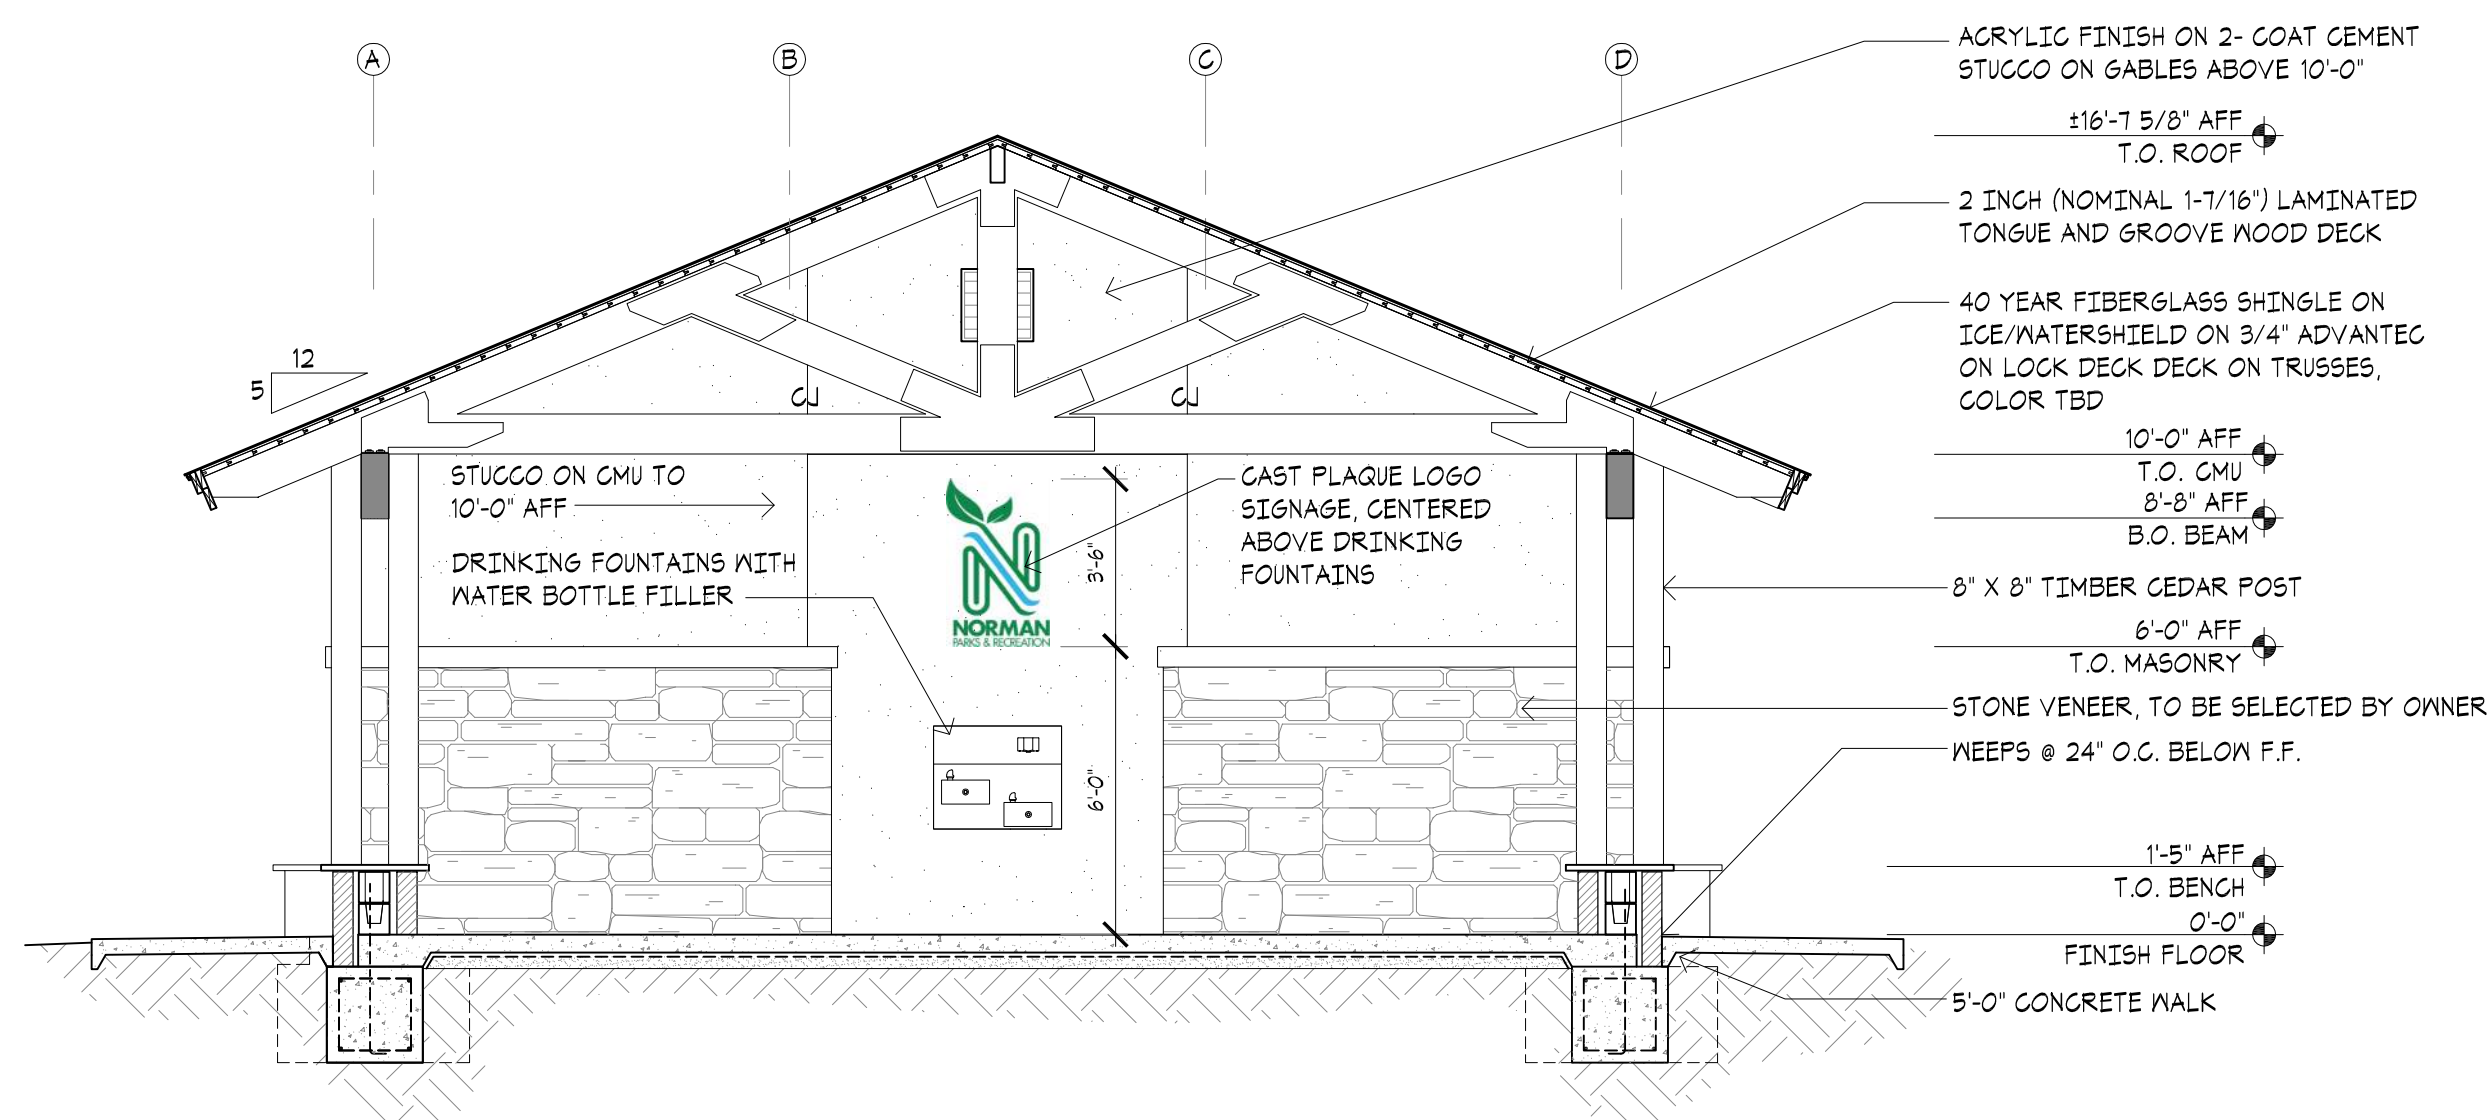 A
B
C
D
ACRYLIC FINISH ON 2- COAT CEMENT
STUCCO ON GABLES ABOVE 10'-0"
±16'-7 5/8" AFF
T.O. ROOF
2 INCH (NOMINAL 1-7/16") LAMINATED
TONGUE AND GROOVE WOOD DECK
40 YEAR FIBERGLASS SHINGLE ON
ICE/WATERSHIELD ON 3/4" ADVANTEC
ON LOCK DECK DECK ON TRUSSES,
COLOR TBD
12
5
CJ
CJ
10'-0" AFF
T.O. CMU
8'-8" AFF
B.O. BEAM
STUCCO ON CMU TO
10'-0" AFF
DRINKING FOUNTAINS WITH
WATER BOTTLE FILLER
NORMAN
PARKS & RECREATION
3'-6"
6'-0"
CAST PLAQUE LOGO
SIGNAGE, CENTERED
ABOVE DRINKING
FOUNTAINS
8" X 8" TIMBER CEDAR POST
6'-0" AFF
T.O. MASONRY
STONE VENEER, TO BE SELECTED BY OWNER
WEEPS @ 24" O.C. BELOW F.F.
1'-5" AFF
T.O. BENCH
0'-0"
FINISH FLOOR
5'-0" CONCRETE WALK